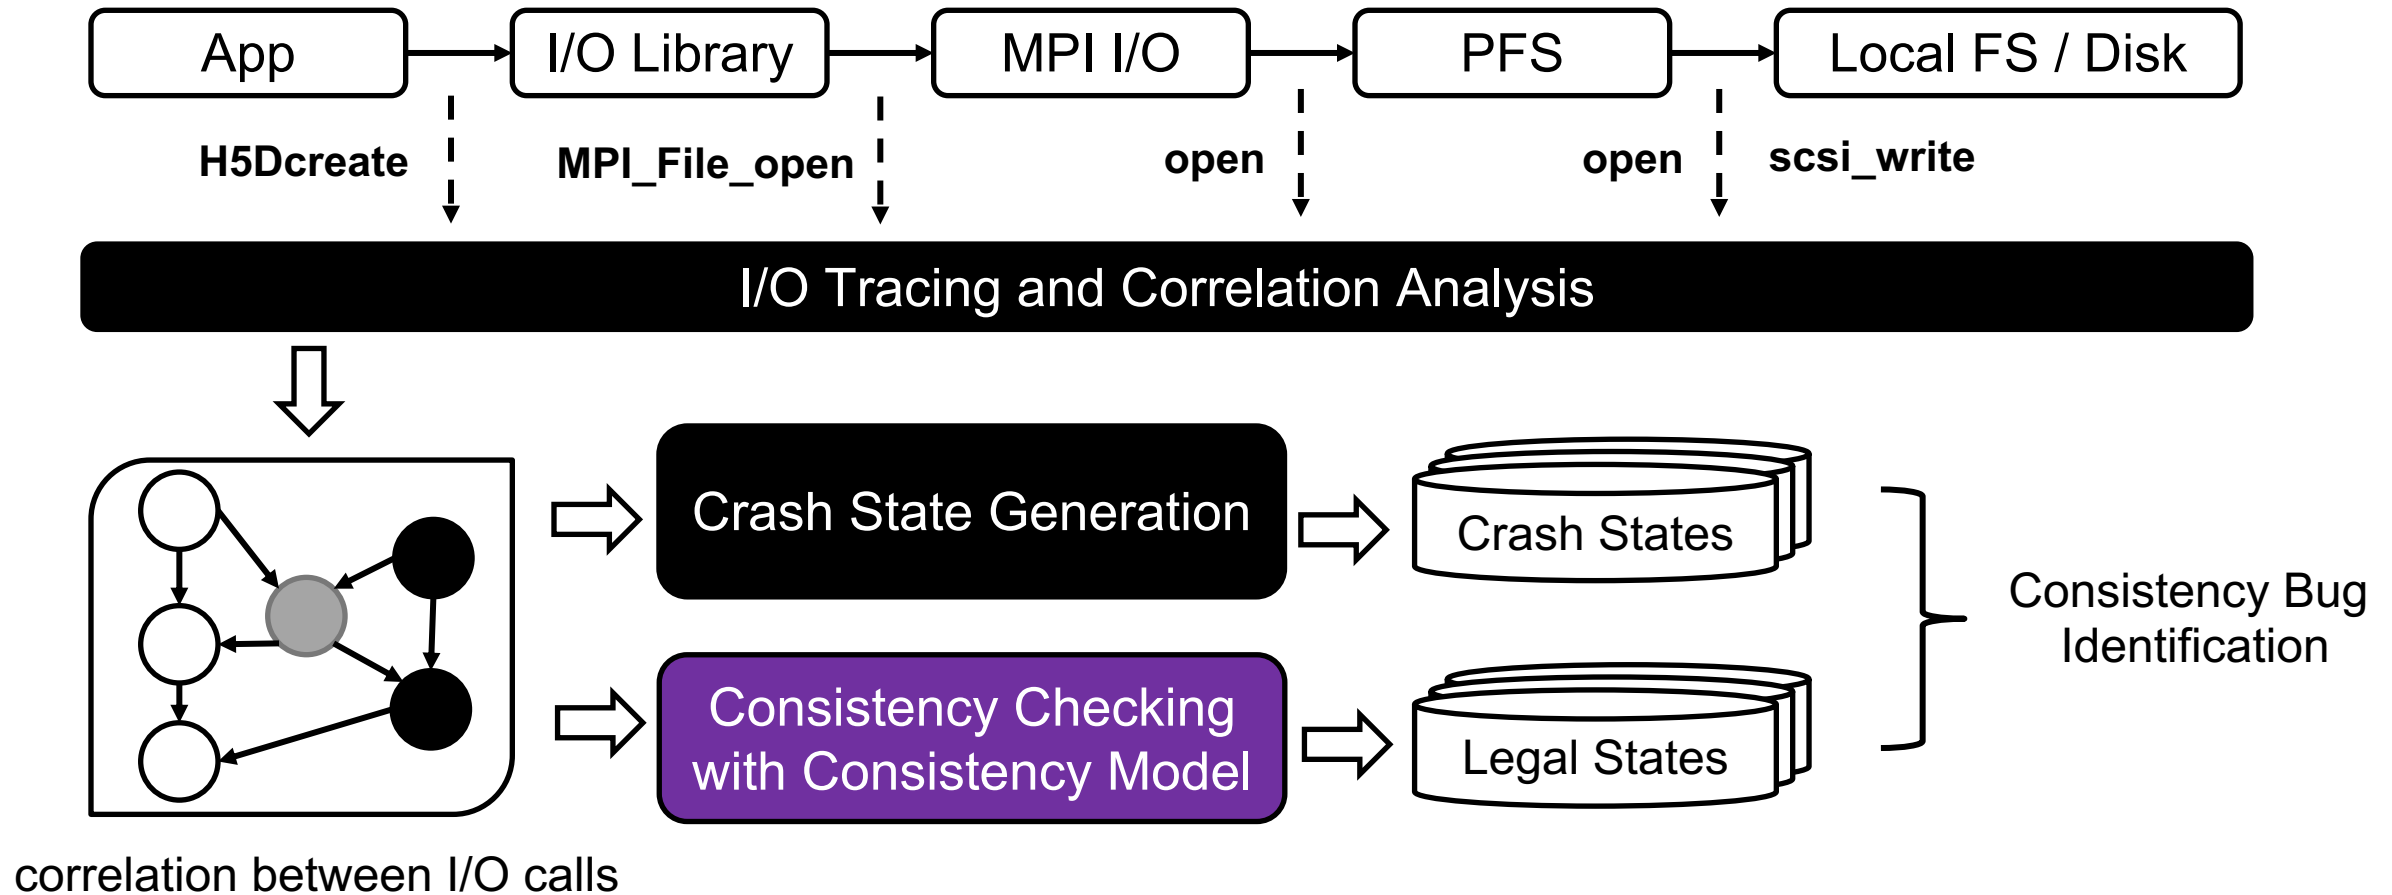 App
I/O Library
MPI I/O
PFS
Local FS / Disk
H5Dcreate
MPI_File_open
open
open
scsi_write
I/O Tracing and Correlation Analysis
Crash State Generation
Crash States
Consistency Bug
Identification
Consistency Checking
with Consistency Model
Legal States
correlation between I/O calls